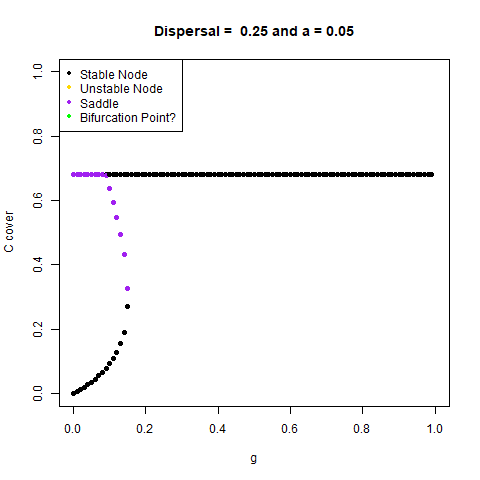 Dispersal =  0.25 and a = 0.05
Stable Node
Unstable Node
Saddle
Bifurcation Point?
C cover
1.0
0.8
0.6
0.4
0.2
0.0
0.0 0.2 0.4 0.6 0.8 1.0
g